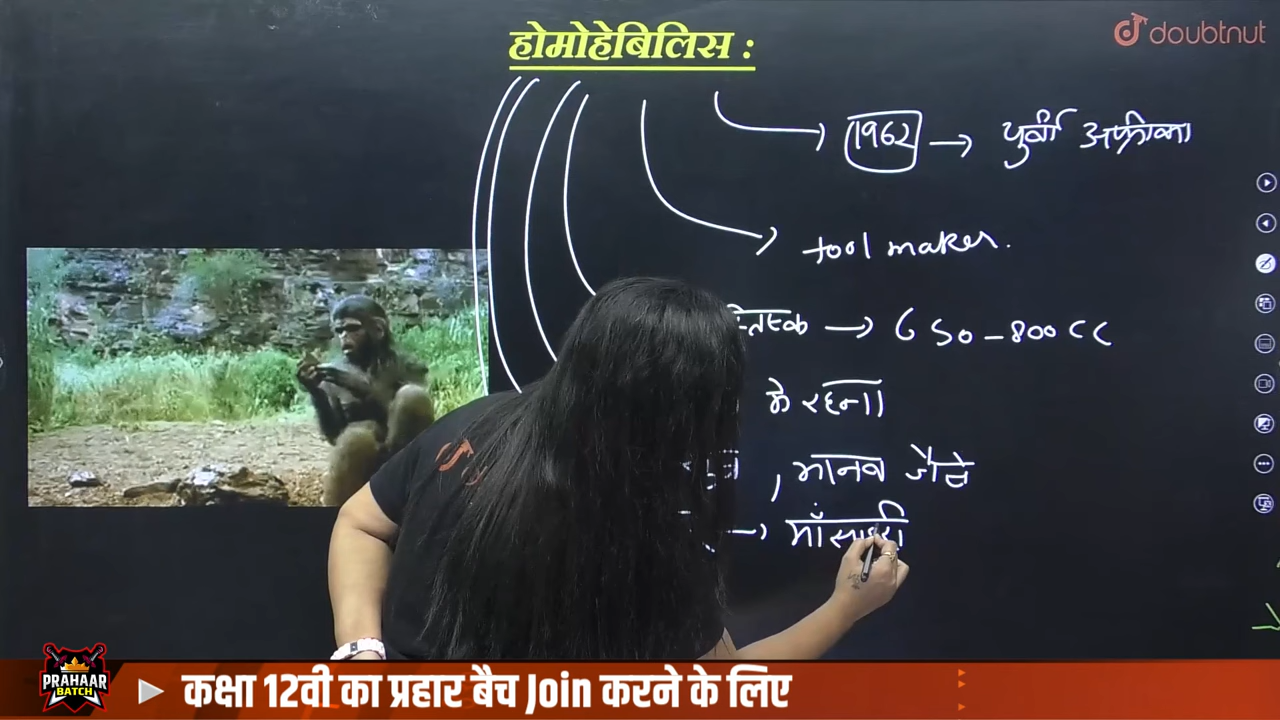 होमोहेबिलिस :
doubtnut
1962 → पुर्वी अफ्रीका
tool maker.
→ 650 – 800 CC
मे रहना
, मानव जैसे
→ माँसाहारी
PRAHAAR
BATCH
कक्षा 12वी का प्रहार बैच Join करने के लिए